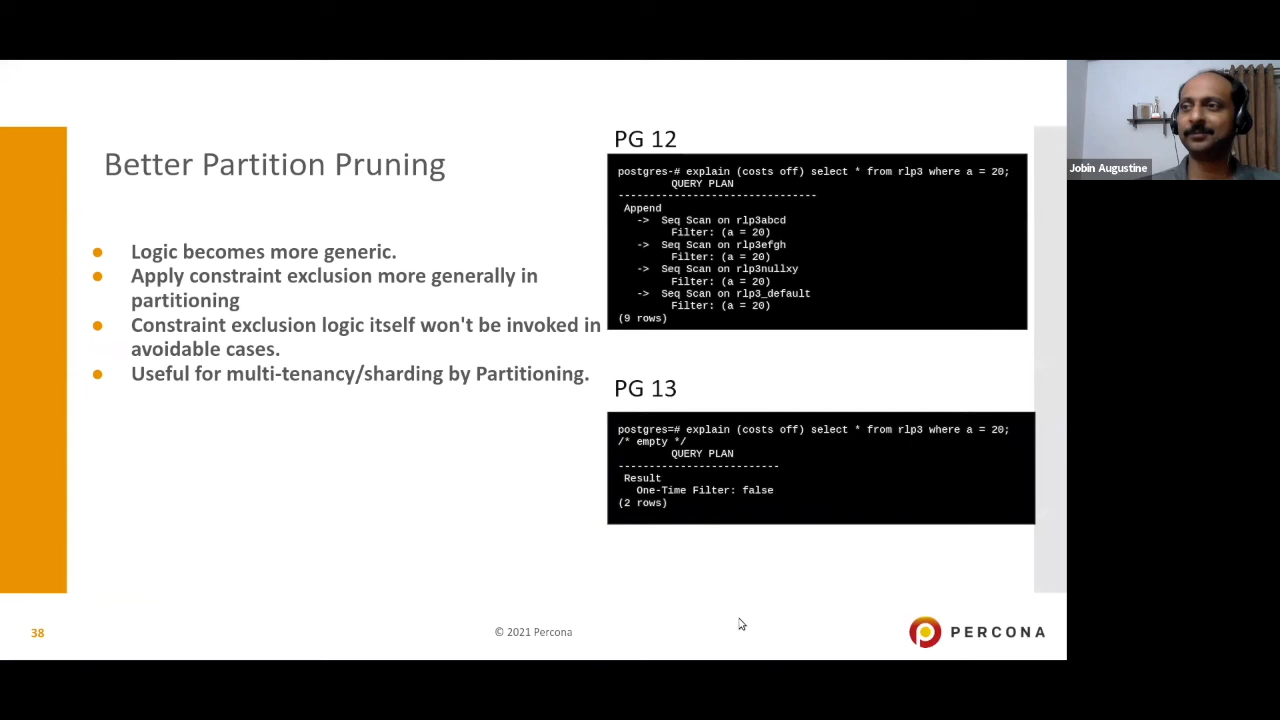 Better Partition Pruning
● Logic becomes more generic.
● Apply constraint exclusion more generally in
partitioning
● Constraint exclusion logic itself won't be invoked in
avoidable cases.
● Useful for multi-tenancy/sharding by Partitioning.
PG 12
postgres-# explain (costs off) select * from rlp3 where a = 20;
QUERY PLAN
-------------------------------
Append
-> Seq Scan on rlp3abcd
Filter: (a = 20)
-> Seq Scan on rlp3efgh
Filter: (a = 20)
-> Seq Scan on rlp3nullxy
Filter: (a = 20)
-> Seq Scan on rlp3_default
Filter: (a = 20)
(9 rows)
PG 13
postgres=# explain (costs off) select * from rlp3 where a = 20;
/* empty */
QUERY PLAN
--------------------------
Result
One-Time Filter: false
(2 rows)
Jobin Augustine
38
© 2021 Percona
PERCONA